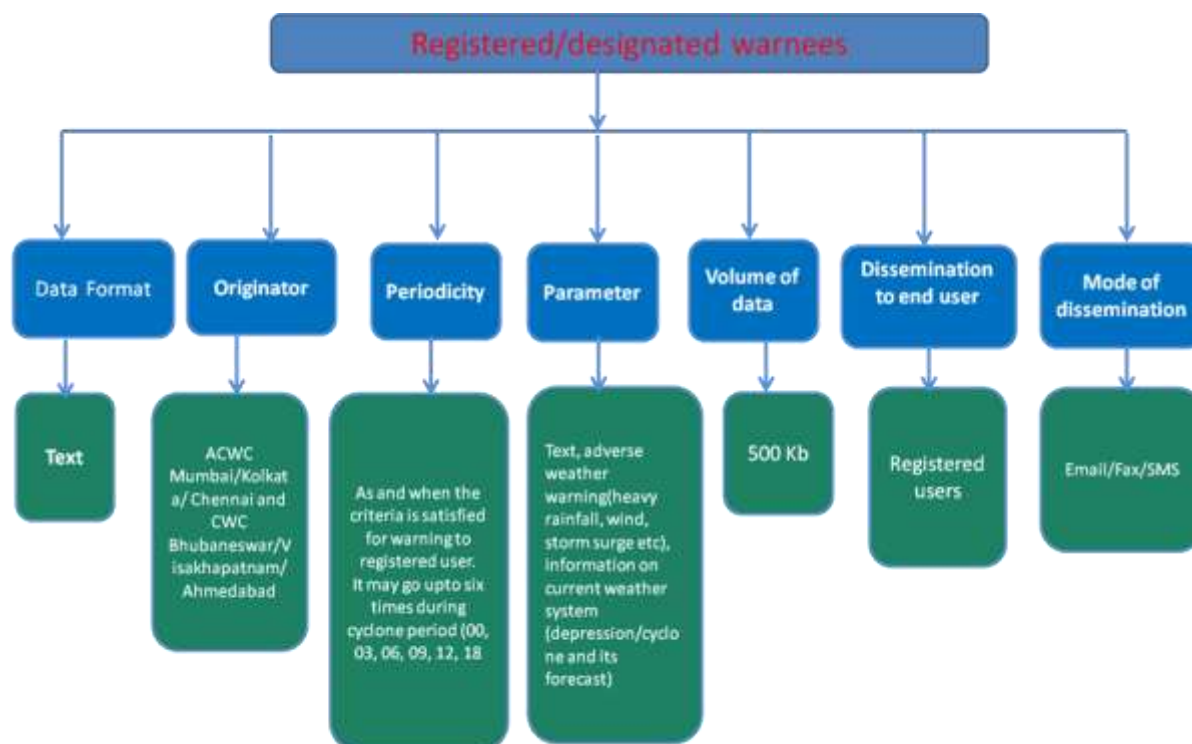 Registered/designated warnees
Data Format
Originator
Periodicity
Parameter
Volume of
data
Dissemination
to end user
Mode of
dissemination
Text
ACWC
Mumbai/Kolkat
a/ Chennai and
CWC
Bhubaneswar/V
isakhapatnam/
Ahmedabad
As and when the
criteria is satisfied
for warning to
registered user.
It may go upto six
times during
cyclone period (00,
03, 06, 09, 12, 18
Text, adverse
weather
warning(heavy
rainfall, wind,
storm surge etc),
information on
current weather
system
(depression/cyclo
ne and its
forecast)
500 Kb
Registered
users
Email/Fax/SMS